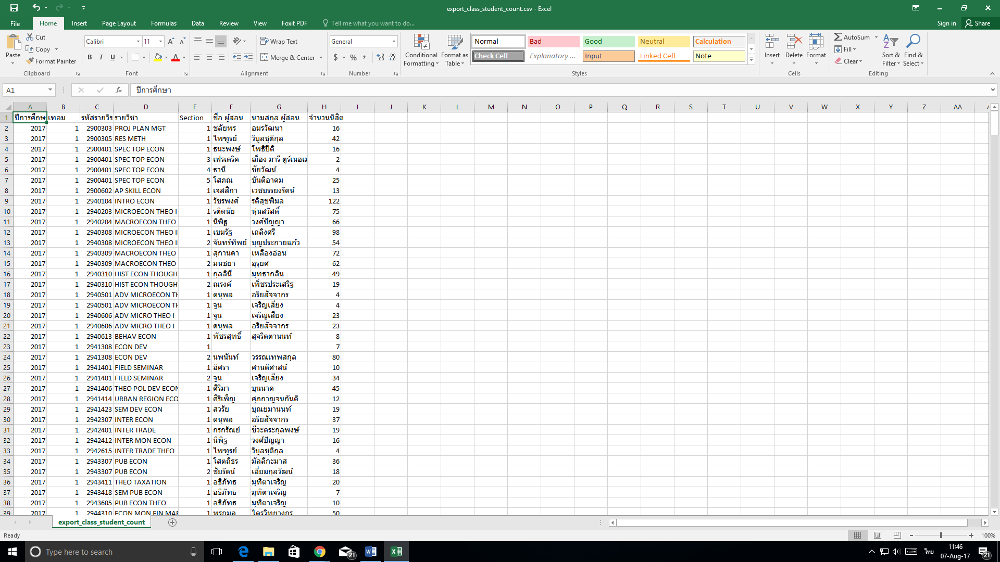 export_class_student_count.csv - Excel
File Home Insert Page Layout Formulas Data Review View Foxit PDF Tell me what you want to do... Sign in Share
Paste Cut Copy Format Painter Clipboard
Calibri 11 B I U Font
Wrap Text Merge & Center Alignment
General $ % Number
Conditional Formatting Format as Table
Normal Bad Good Neutral Calculation
Check Cell Explanatory ... Input Linked Cell Note
Styles
Insert Delete Format Cells
AutoSum Fill Clear Sort & Filter Find & Select Editing
A1 fx ปีการศึกษา
A B C D E F G H I J K L M N O P Q R S T U V W X Y Z AA
1 ปีการศึกษ เทอม รหัสรายวิช รายวิชา Section ชื่อ ผู้สอน นามสกุล ผู้สอน จำนวนนิสิต
2 2017 1 2900303 PROJ PLAN MGT 1 ชลัยพร อมรวัฒนา 16
3 2017 1 2900305 RES METH 1 ไพฑูรย์ วิบูลชุติกุล 42
4 2017 1 2900401 SPEC TOP ECON 1 ธนะพงษ์ โพธิปิติ 16
5 2017 1 2900401 SPEC TOP ECON 3 เฟรเดริค ฌ็อง มารี ตูร์เนอเ 2
6 2017 1 2900401 SPEC TOP ECON 4 ธานี ชัยวัฒน์ 4
7 2017 1 2900401 SPEC TOP ECON 5 โสภณ ขันติอาคม 25
8 2017 1 2900602 AP SKILL ECON 1 เจสสิกา เวชบรรยงรัตน์ 13
9 2017 1 2940104 INTRO ECON 1 วัชรพงศ์ รติสุขพิมล 122
10 2017 1 2940203 MICROECON THEO I 1 รติดนัย หุ่นสวัสดิ์ 75
11 2017 1 2940204 MACROECON THEO 1 นิพิฐ วงศ์ปัญญา 66
12 2017 1 2940308 MICROECON THEO I 1 เขมรัฐ เถลิงศรี 98
13 2017 1 2940308 MICROECON THEO I 2 จันทร์ทิพย์ บุญประกายแก้ว 54
14 2017 1 2940309 MACROECON THEO 1 สุกานดา เหลืองอ่อน 72
15 2017 1 2940309 MACROECON THEO 2 มนชยา อุรุยศ 62
16 2017 1 2940310 HIST ECON THOUGH 1 กุลลินี มุทธากลิน 49
17 2017 1 2940310 HIST ECON THOUGH 2 ณรงค์ เพ็ชรประเสริฐ 19
18 2017 1 2940501 ADV MICROECON TH 1 ดนุพล อริยสัจจากร 4
19 2017 1 2940501 ADV MICROECON TH 1 จูน เจริญเสียง 4
20 2017 1 2940606 ADV MICRO THEO I 1 จูน เจริญเสียง 23
21 2017 1 2940606 ADV MICRO THEO I 1 ดนุพล อริยสัจจากร 23
22 2017 1 2940613 BEHAV ECON 1 พัชรสุทธิ์ สุจริตตานนท์ 8
23 2017 1 2941308 ECON DEV 1 7
24 2017 1 2941308 ECON DEV 2 นพนันท์ วรรณเทพสกุล 80
25 2017 1 2941401 FIELD SEMINAR 1 อิศรา ศานติศาสน์ 10
26 2017 1 2941401 FIELD SEMINAR 2 จูน เจริญเสียง 34
27 2017 1 2941406 THEO POL DEV ECON 1 ศิริมา บุนนาค 45
28 2017 1 2941414 URBAN REGION ECO 1 ศิริเพ็ญ ศุภกาญจนกันติ 12
29 2017 1 2941423 SEM DEV ECON 1 สวรัย บุณยมานนท์ 19
30 2017 1 2942307 INTER ECON 1 ดนุพล อริยสัจจากร 37
31 2017 1 2942401 INTER TRADE 1 กรกรัณย์ ชีวะตระกุลพงษ์ 19
32 2017 1 2942412 INTER MON ECON 1 นิพิฐ วงศ์ปัญญา 16
33 2017 1 2942615 INTER TRADE THEO 1 ไพฑูรย์ วิบูลชุติกุล 4
34 2017 1 2943307 PUB ECON 1 โสตถิธร มัลลิกะมาส 36
35 2017 1 2943307 PUB ECON 2 ชัยรัตน์ เอี่ยมกุลวัฒน์ 18
36 2017 1 2943411 THEO TAXATION 1 อธิภัทธ มุทิตาเจริญ 20
37 2017 1 2943418 SEM PUB ECON 1 อธิภัทธ มุทิตาเจริญ 7
38 2017 1 2943605 PUB ECON THEO 1 อธิภัทธ มุทิตาเจริญ 10
39 2017 1 2944310 ECON MON FIN MAR 1 พรกมล ไตรวิทยางกูร 50
export_class_student_count
Ready 100%
Type here to search 21 ไทย 11:46
07-Aug-17 21